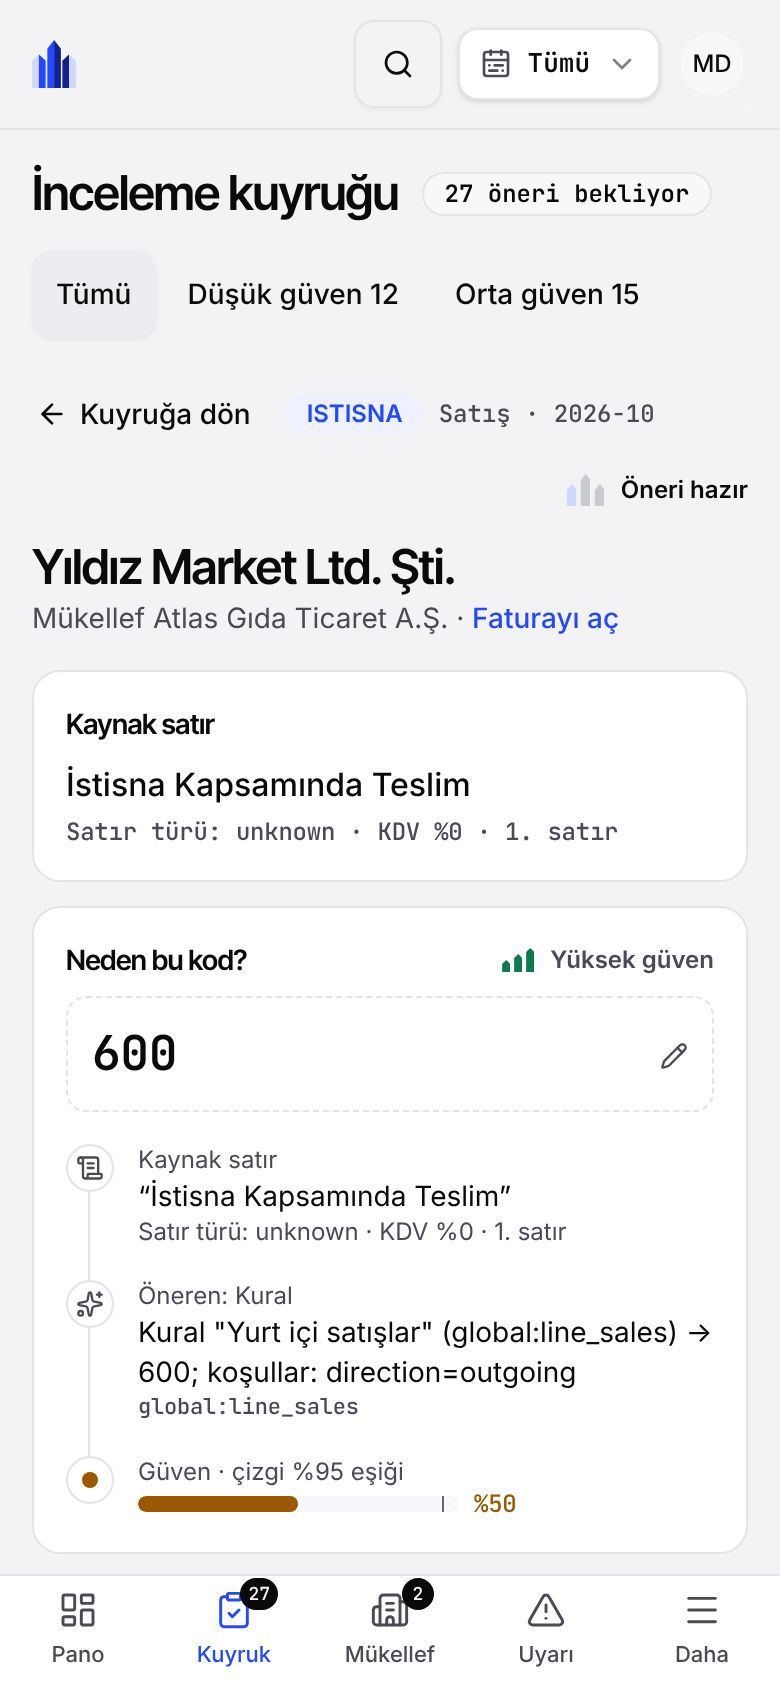 Tümü
MD
İnceleme kuyruğu
27 öneri bekliyor
Tümü
Düşük güven 12
Orta güven 15
Kuyruğa dön
ISTISNA
Satış · 2026-10
Öneri hazır
Yıldız Market Ltd. Şti.
Mükellef Atlas Gıda Ticaret A.Ş. · Faturayı aç
Kaynak satır
İstisna Kapsamında Teslim
Satır türü: unknown · KDV %0 · 1. satır
Neden bu kod?
Yüksek güven
600
Kaynak satır
“İstisna Kapsamında Teslim”
Satır türü: unknown · KDV %0 · 1. satır
Öneren: Kural
Kural "Yurt içi satışlar" (global:line_sales) →
600; koşullar: direction=outgoing
global:line_sales
Güven · çizgi %95 eşiği
%50
27
2
Pano
Kuyruk
Mükellef
Uyarı
Daha